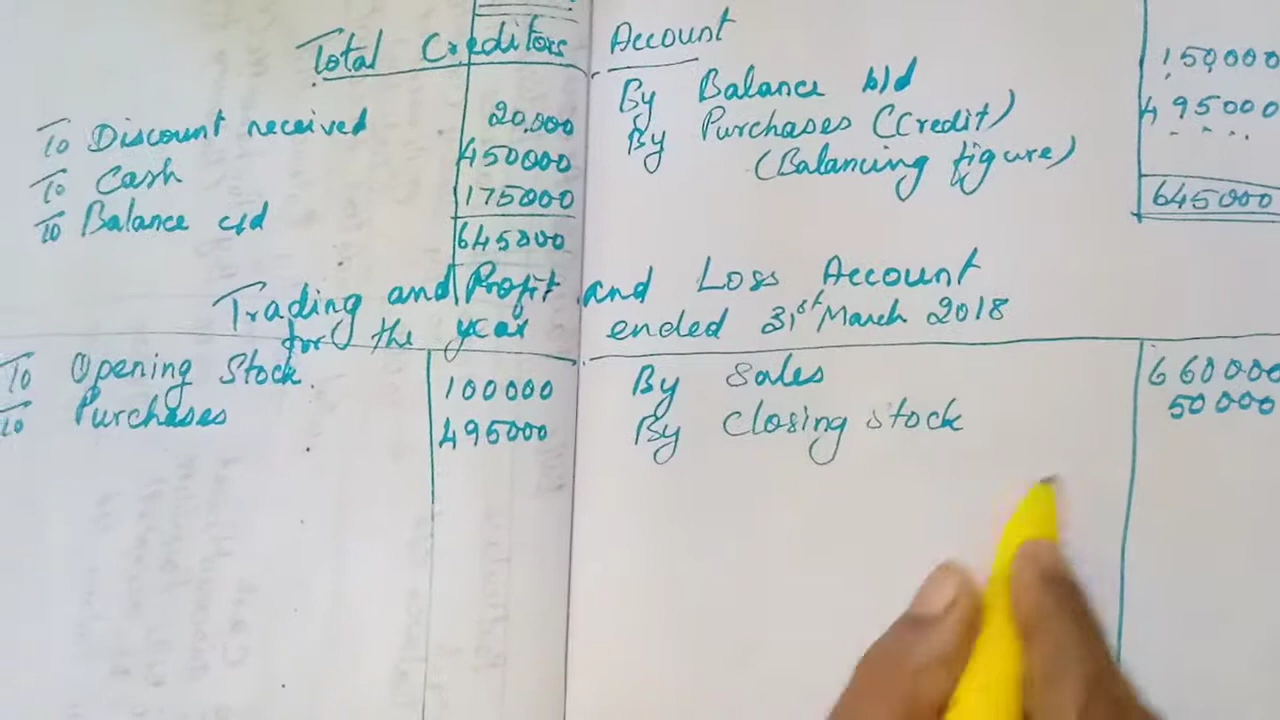 Total Creditors Account
To Discount received 20,000
To Cash 450000
To Balance c/d 175000
645000
By Balance b/d 150000
By Purchases (Credit) 495000
(Balancing figure)
645000
Trading and Profit and Loss Account
for the year ended 31st March 2018
To Opening Stock. 100000
To Purchases 495000
By Sales 660000
By Closing stock 50000